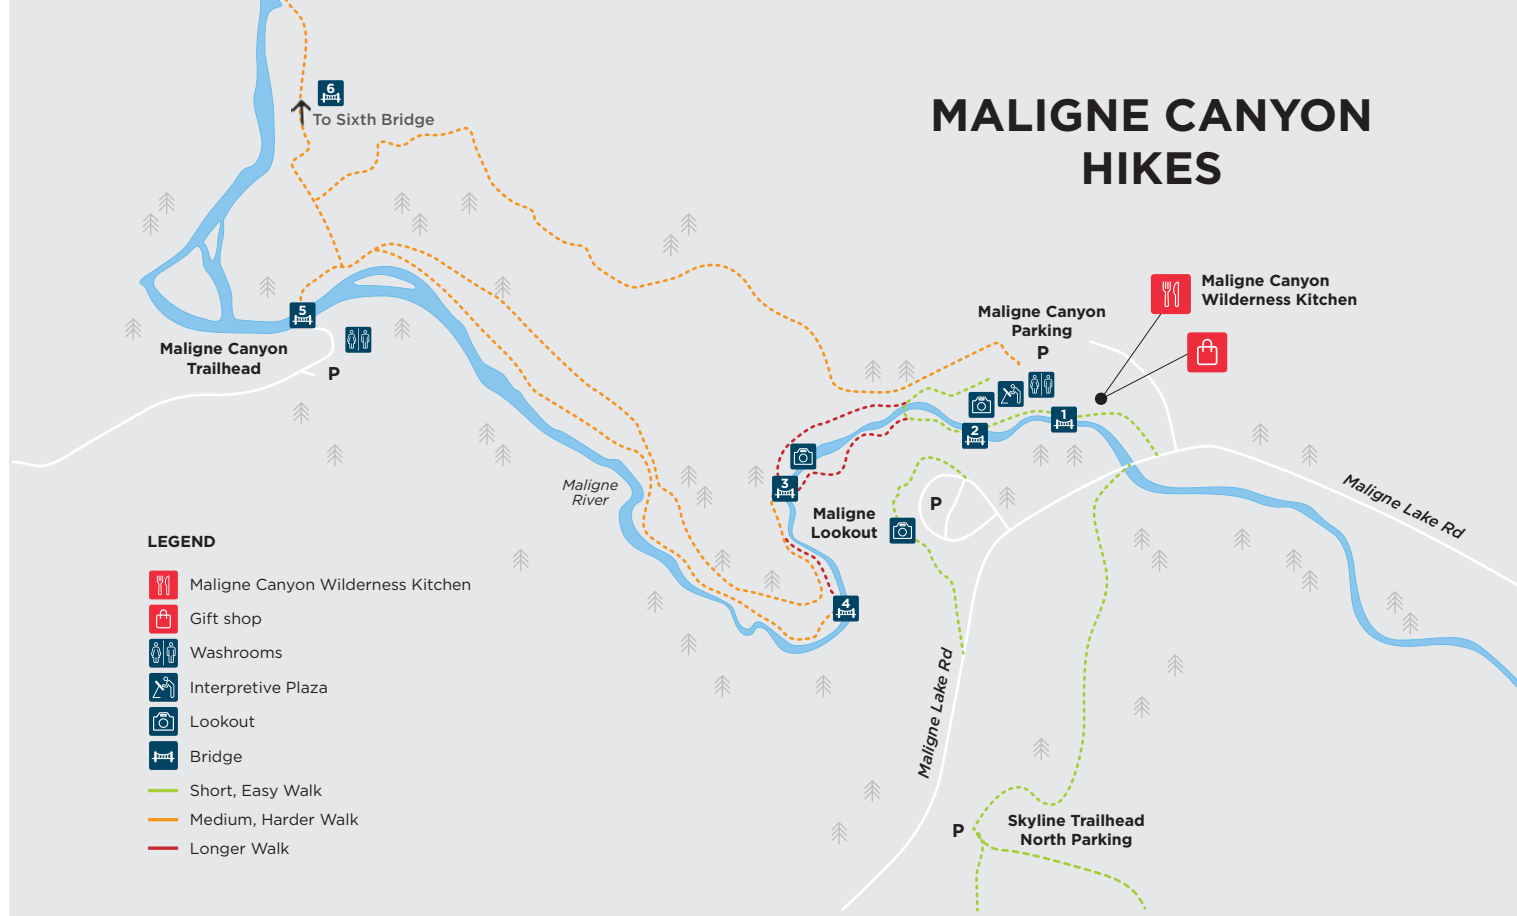 MALIGNE CANYON
HIKES
6
To Sixth Bridge
Maligne Canyon
Wilderness Kitchen
Maligne Canyon
Parking
P
5
Maligne Canyon
Trailhead
P
1
2
3
Maligne
River
Maligne
Lookout
P
Maligne Lake Rd
4
Maligne Lake Rd
P
Skyline Trailhead
North Parking
LEGEND
Maligne Canyon Wilderness Kitchen
Gift shop
Washrooms
Interpretive Plaza
Lookout
Bridge
Short, Easy Walk
Medium, Harder Walk
Longer Walk